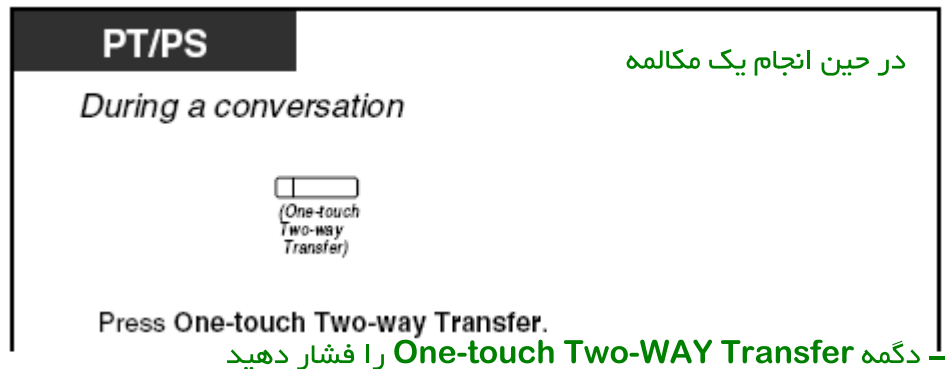 PT/PS
در حین انجام یک مکالمه
During a conversation
(One-touch
Two-way
Transfer)
Press One-touch Two-way Transfer.
– دگمه One-touch Two-WAY Transfer را فشار دهید